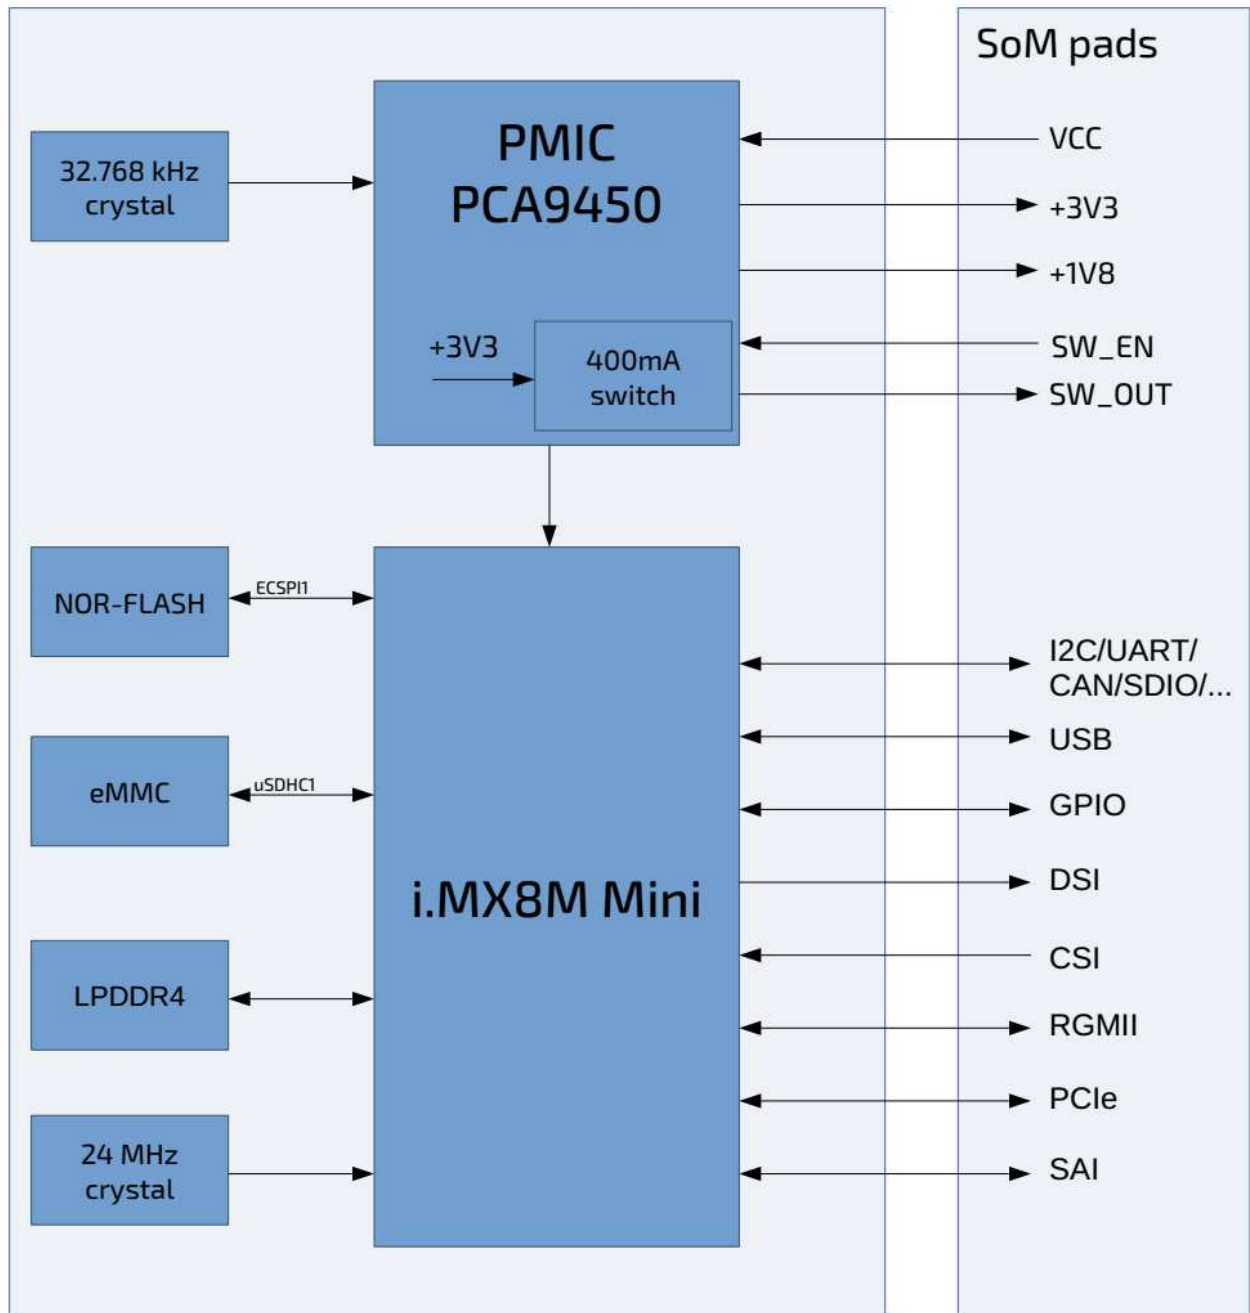 SoM pads
PMIC
PCA9450
32.768 kHz
crystal
VCC
+3V3
+1V8
+3V3
400mA
switch
SW_EN
SW_OUT
NOR-FLASH
ECSPI1
eMMC
uSDHC1
i.MX8M Mini
LPDDR4
24 MHz
crystal
I2C/UART/
CAN/SDIO/...
USB
GPIO
DSI
CSI
RGMII
PCIe
SAI